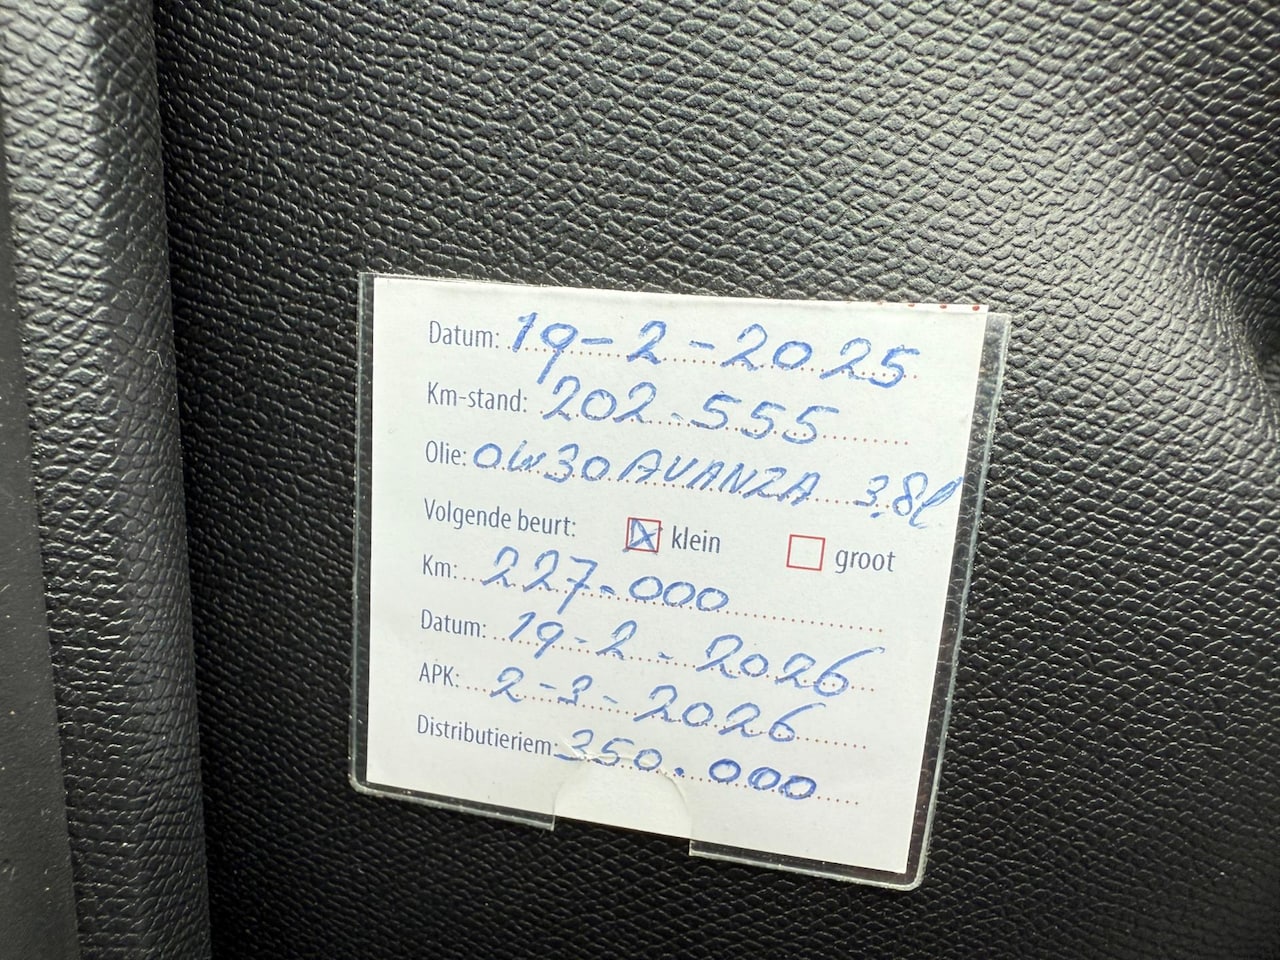 Datum: 19-2-2025
Km-stand: 202.555
Olie: 0W30 AVANZA 3,8l
Volgende beurt: klein groot
Km: 227.000
Datum: 19-2-2026
APK: 2-3-2026
Distributieriem: 350.000